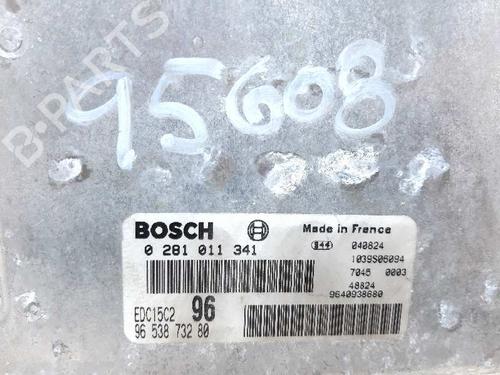 B-PARTS
95608
BOSCH
Made in France
0 281 011 341
040824
1039S06094
7045 0003
48824
9640938680
EDC15C2 96
96 538 732 80